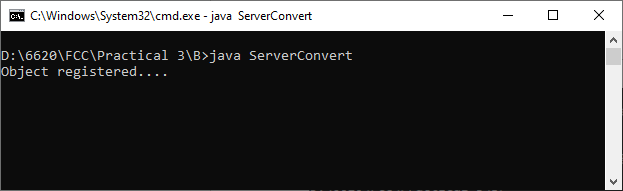 C:\Windows\System32\cmd.exe - java  ServerConvert
D:\6620\FCC\Practical 3\B>java ServerConvert
Object registered....